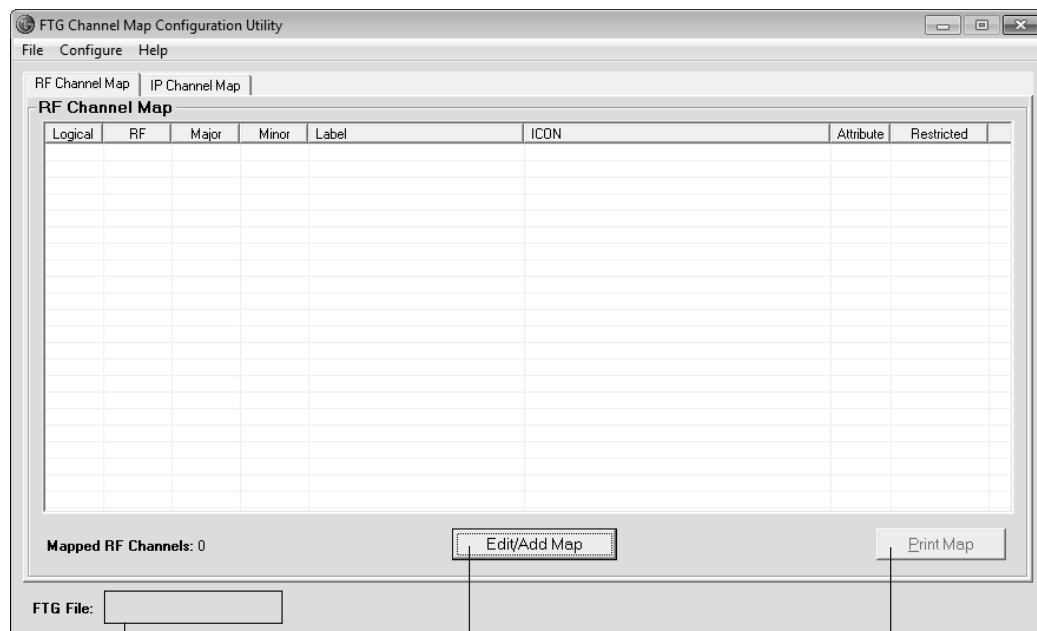 FTG Channel Map Configuration Utility
File Configure Help
RF Channel Map IP Channel Map
RF Channel Map
Logical RF Major Minor Label ICON Attribute Restricted
Mapped RF Channels: 0 Edit/Add Map Print Map
FTG File: